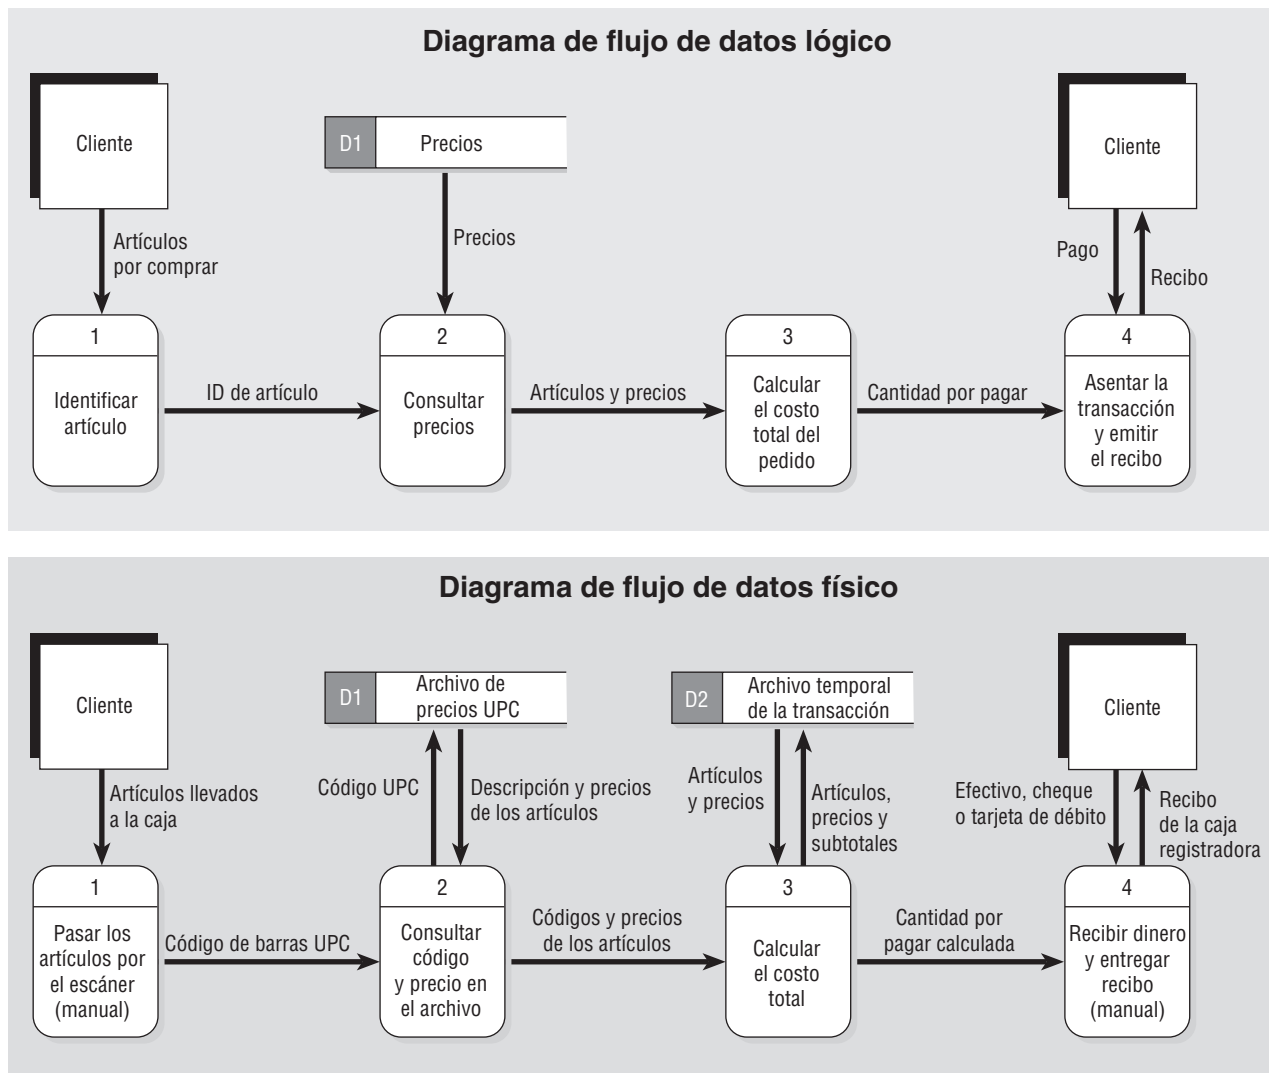 Diagrama de flujo de datos lógico
Cliente
D1
Precios
Cliente
Artículos
por comprar
Precios
Pago
Recibo
1
Identificar
artículo
ID de artículo
2
Consultar
precios
Artículos y precios
3
Calcular
el costo
total del
pedido
Cantidad por pagar
4
Asentar la
transacción
y emitir
el recibo
Diagrama de flujo de datos físico
Cliente
D1
Archivo de
precios UPC
D2
Archivo temporal
de la transacción
Cliente
Artículos llevados
a la caja
Código UPC
Descripción y precios
de los artículos
Artículos
y precios
Artículos,
precios y
subtotales
Efectivo, cheque
o tarjeta de débito
Recibo
de la caja
registradora
1
Pasar los
artículos por
el escáner
(manual)
Código de barras UPC
2
Consultar
código
y precio en
el archivo
Códigos y precios
de los artículos
3
Calcular
el costo
total
Cantidad por
pagar calculada
4
Recibir dinero
y entregar
recibo
(manual)